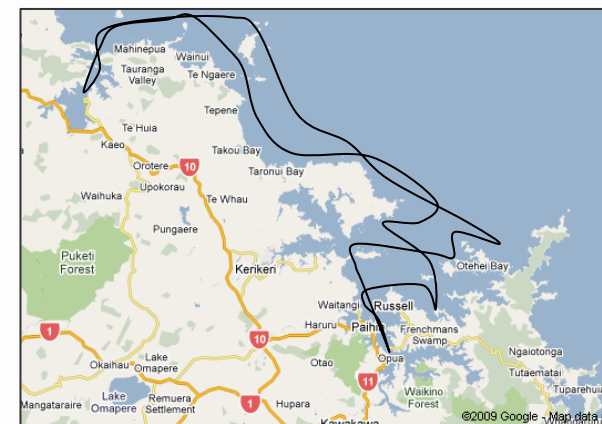 Mahinepua
Wainui
Tauranga
Valley
Te Ngaere
Tepene
Te Huia
Kaeo
Takou Bay
Orotere
10
Taronui Bay
Upokorau
Waihuka
Te Whau
Pungaere
Puketi
Forest
Kerikeri
Otehei Bay
Waitangi
Russell
1
Haruru
Paihia
Frenchmans
Swamp
10
Opua
Ngaiotonga
Lake
Omapere
Okaihau
Otao
Tutaematai
11
Waikino
Forest
Taparehuia
Lake
Omapere
Remuera
Settlement
1
Hupara
Mangataraire
Kawakawa
©2009 Google - Map data